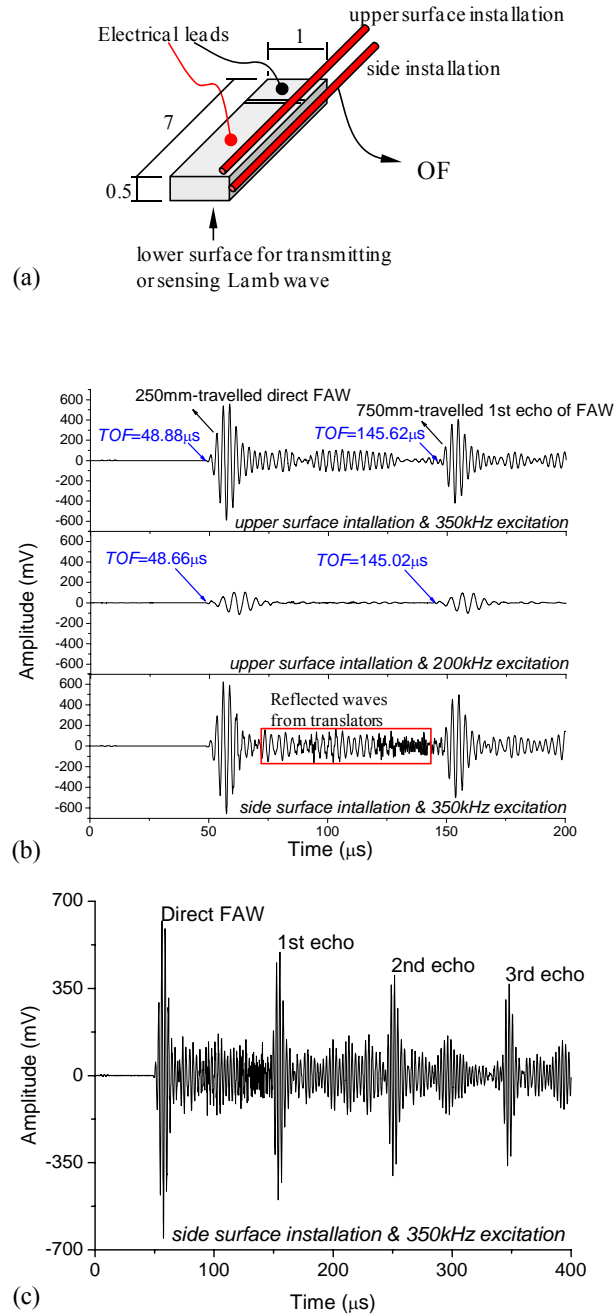 upper surface installation
1
Electrical leads
side installation
7
OF
0.5
lower surface for transmitting
or sensing Lamb wave
(a)
600
400
200
0
-200
-400
-600
250mm-travelled direct FAW
750mm-travelled 1st echo of FAW
TOF=48.88μs
TOF=145.62μs
upper surface intallation & 350kHz excitation
600
400
200
0
-200
-400
-600
TOF=48.66μs
TOF=145.02μs
upper surface intallation & 200kHz excitation
600
400
200
0
-200
-400
-600
Reflected waves
from translators
side surface intallation & 350kHz excitation
Amplitude (mV)
0
50
100
150
200
Time (μs)
(b)
700
350
0
-350
-700
Amplitude (mV)
Direct FAW
1st echo
2nd echo
3rd echo
side surface installation & 350kHz excitation
0
100
200
300
400
Time (μs)
(c)